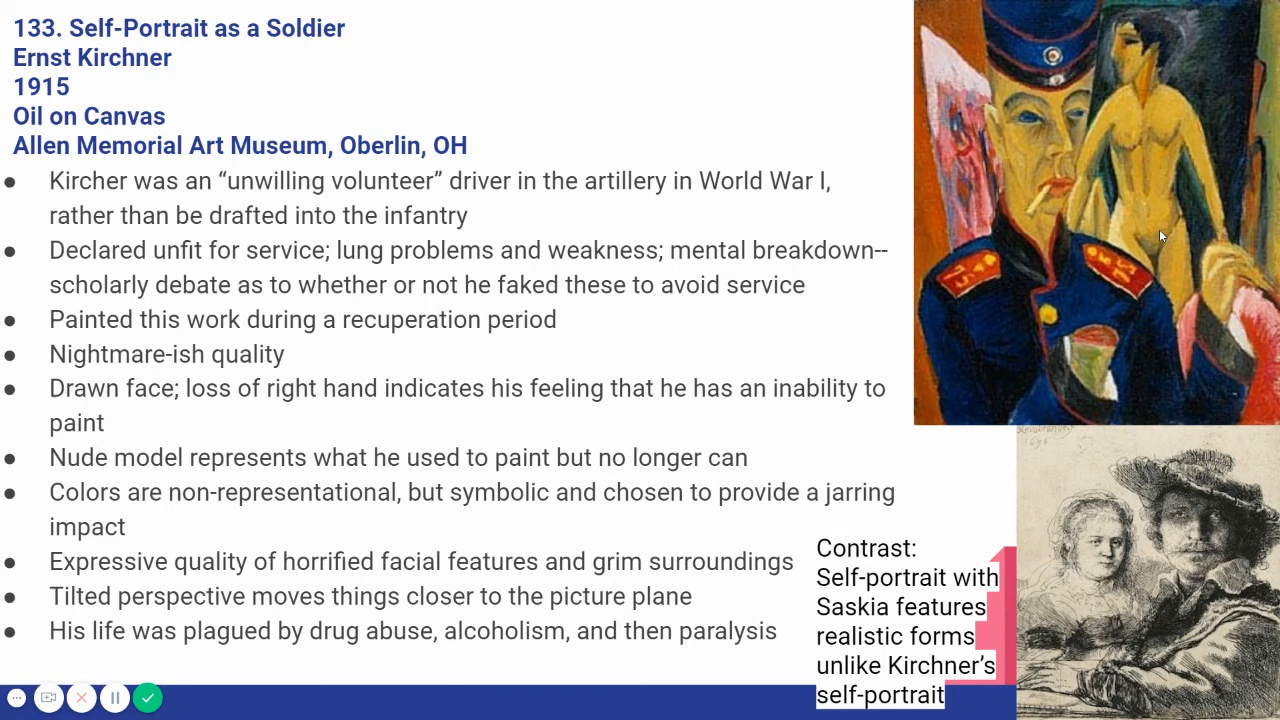 133. Self-Portrait as a Soldier
Ernst Kirchner
1915
Oil on Canvas
Allen Memorial Art Museum, Oberlin, OH
● Kircher was an “unwilling volunteer” driver in the artillery in World War I,
rather than be drafted into the infantry
● Declared unfit for service; lung problems and weakness; mental breakdown--
scholarly debate as to whether or not he faked these to avoid service
● Painted this work during a recuperation period
● Nightmare-ish quality
● Drawn face; loss of right hand indicates his feeling that he has an inability to
paint
● Nude model represents what he used to paint but no longer can
● Colors are non-representational, but symbolic and chosen to provide a jarring
impact
● Expressive quality of horrified facial features and grim surroundings
● Tilted perspective moves things closer to the picture plane
● His life was plagued by drug abuse, alcoholism, and then paralysis
Contrast:
Self-portrait with
Saskia features
realistic forms
unlike Kirchner’s
self-portrait